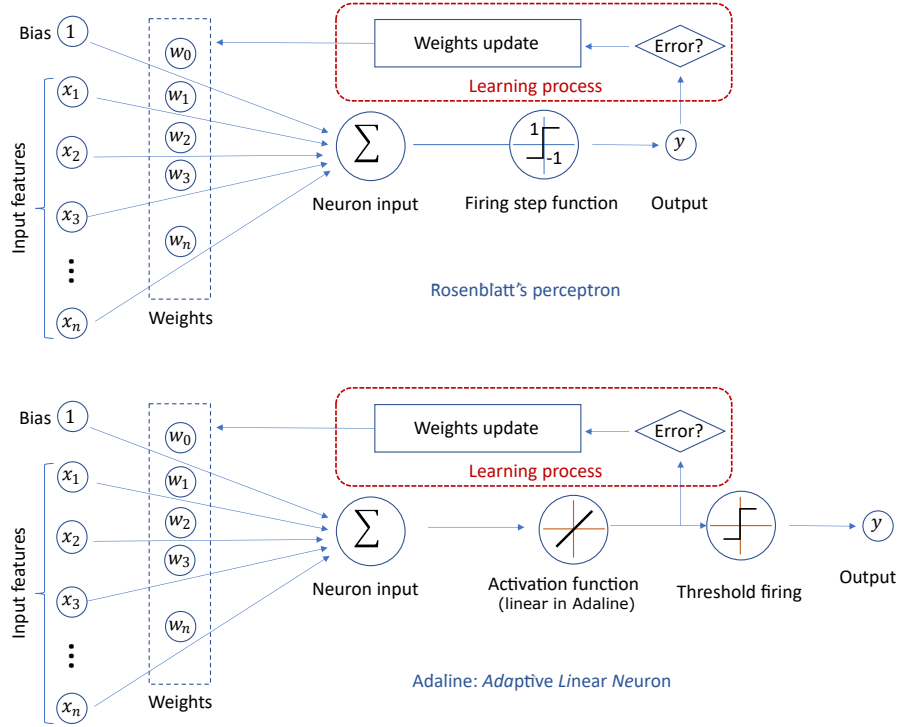 Bias 1
w₀
Weights update
Error?
Learning process
Input features
x₁
w₁
x₂
w₂
x₃
w₃
⋮
xₙ
wₙ
Weights
∑
Neuron input
1
-1
Firing step function
y
Output
Rosenblatt's perceptron
Bias 1
w₀
Weights update
Error?
Learning process
Input features
x₁
w₁
x₂
w₂
x₃
w₃
⋮
xₙ
wₙ
Weights
∑
Neuron input
Activation function
(linear in Adaline)
Threshold firing
y
Output
Adaline: Adaptive Linear Neuron